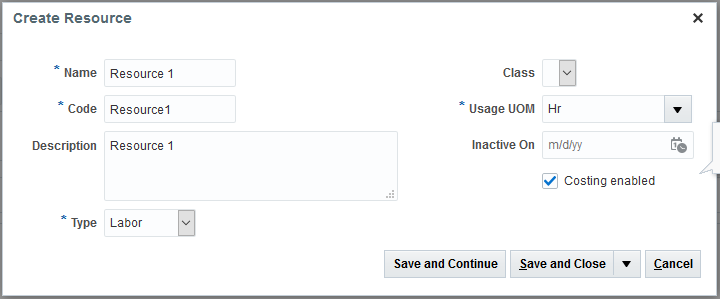 Create Resource
* Name Resource 1
* Code Resource1
Description Resource 1
* Type Labor
Class
* Usage UOM Hr
Inactive On m/d/yy
Costing enabled
Save and Continue Save and Close Cancel